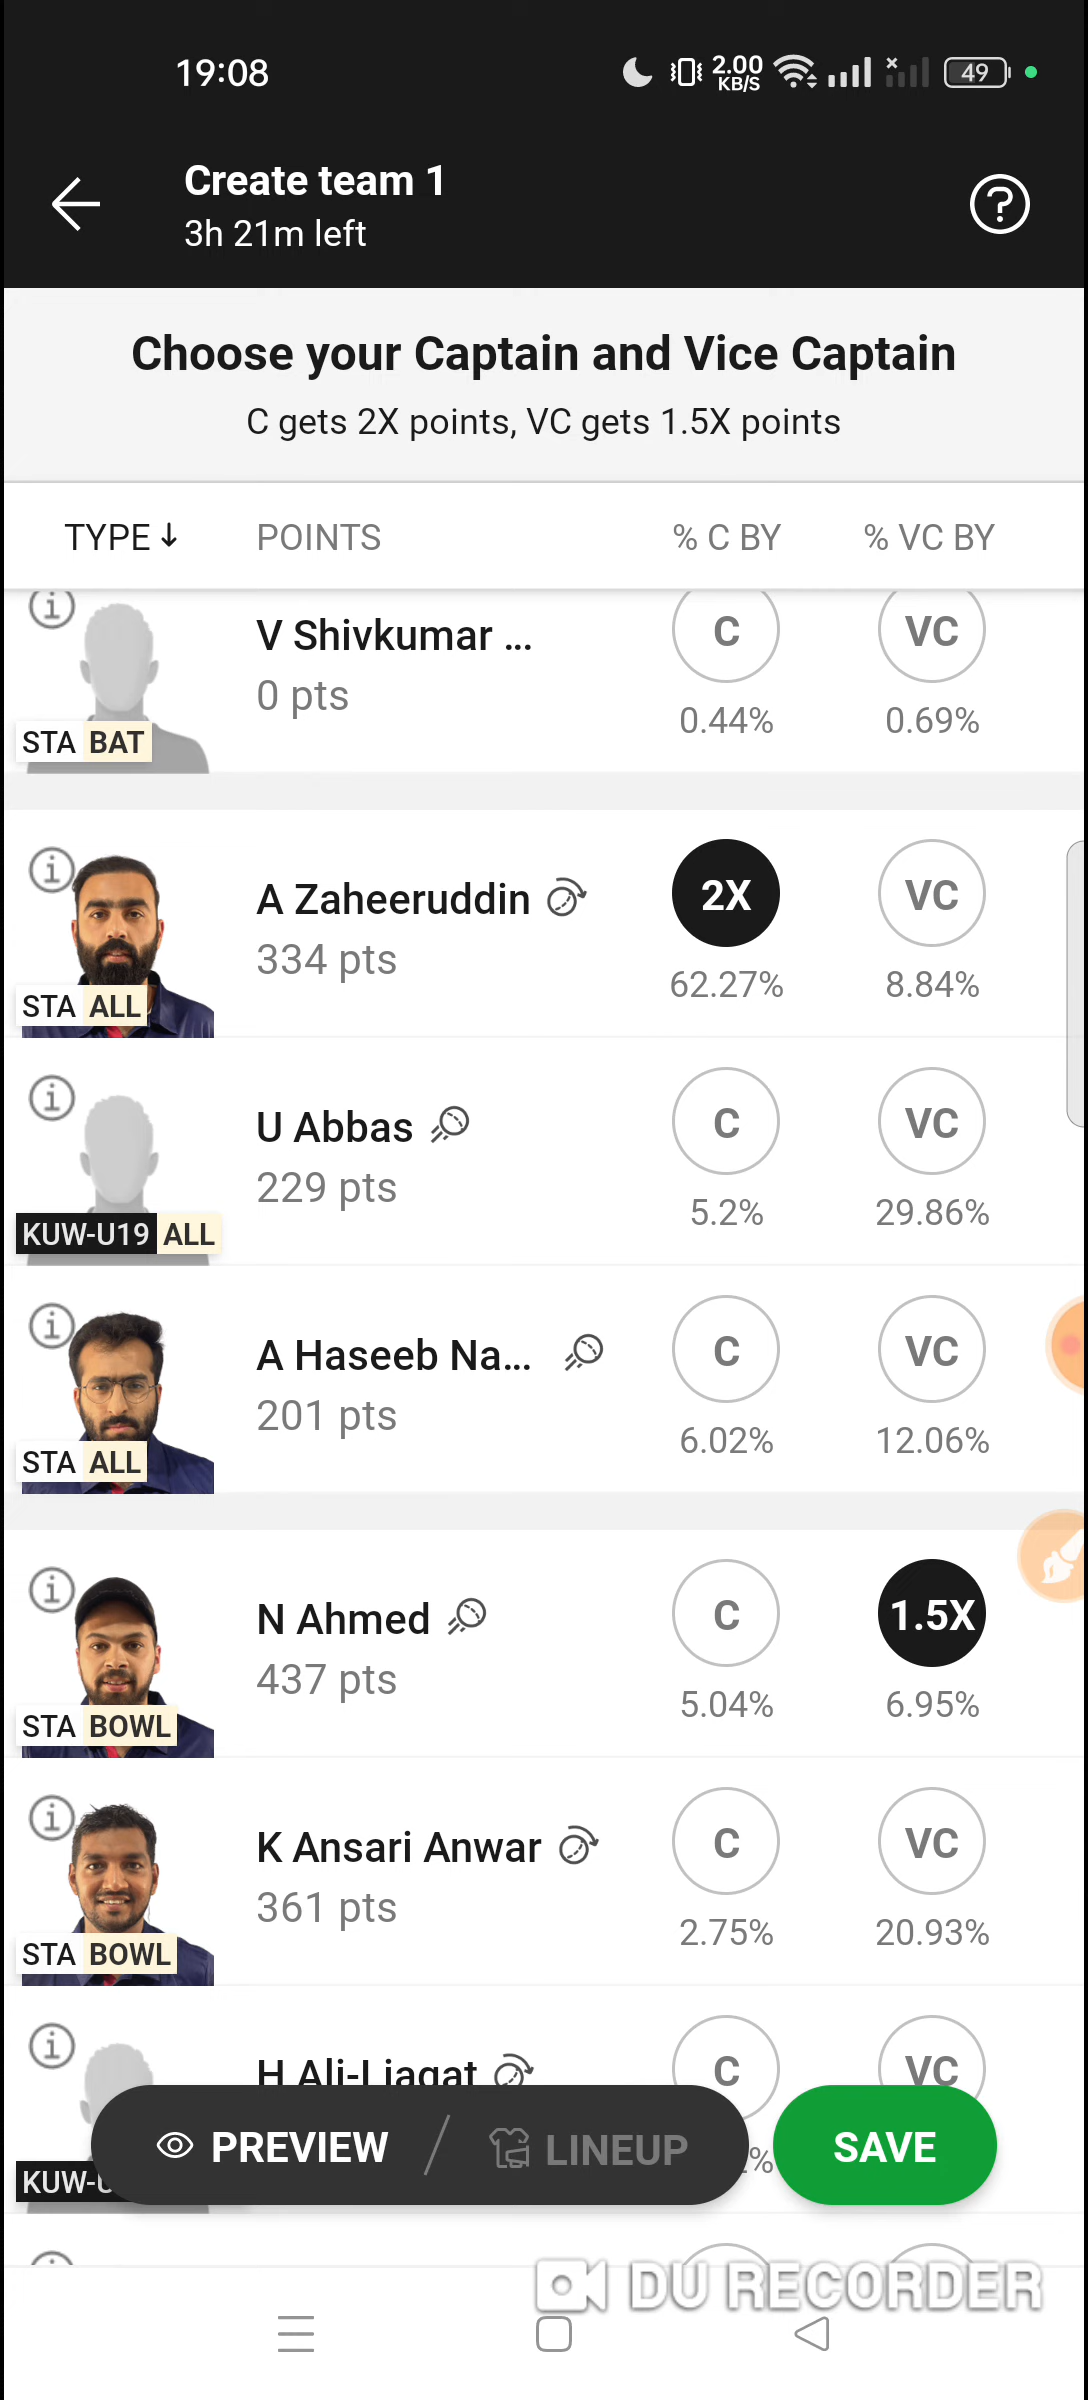 19:08
2.00 KB/S
49
Create team 1
3h 21m left
Choose your Captain and Vice Captain
C gets 2X points, VC gets 1.5X points
TYPE POINTS % C BY % VC BY
V Shivkumar ... C VC
0 pts 0.44% 0.69%
STA BAT
A Zaheeruddin 2X VC
334 pts 62.27% 8.84%
STA ALL
U Abbas C VC
229 pts 5.2% 29.86%
KUW-U19 ALL
A Haseeb Na... C VC
201 pts 6.02% 12.06%
STA ALL
N Ahmed C 1.5X
437 pts 5.04% 6.95%
STA BOWL
K Ansari Anwar C VC
361 pts 2.75% 20.93%
STA BOWL
H Ali-Liaqat C VC
PREVIEW LINEUP SAVE
DU RECORDER